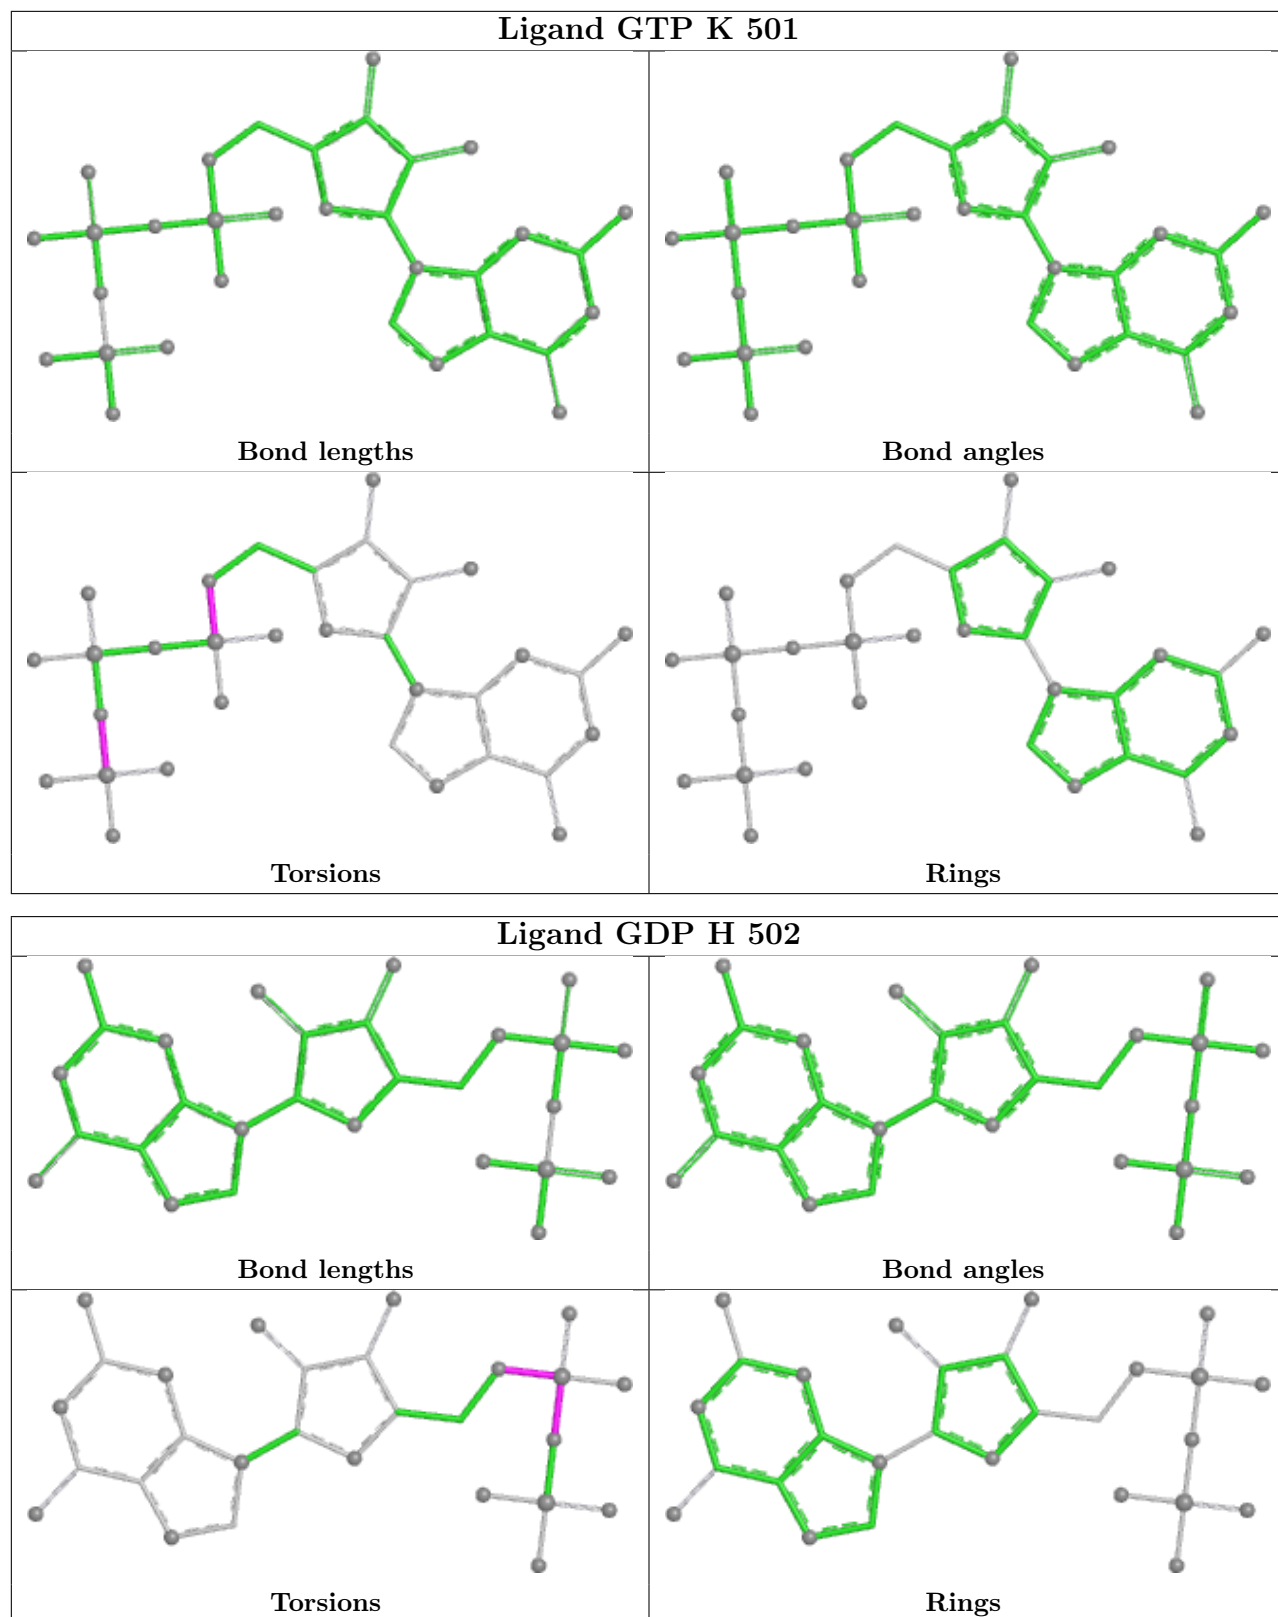 Ligand GTP K 501
Bond lengths
Bond angles
Torsions
Rings
Ligand GDP H 502
Bond lengths
Bond angles
Torsions
Rings